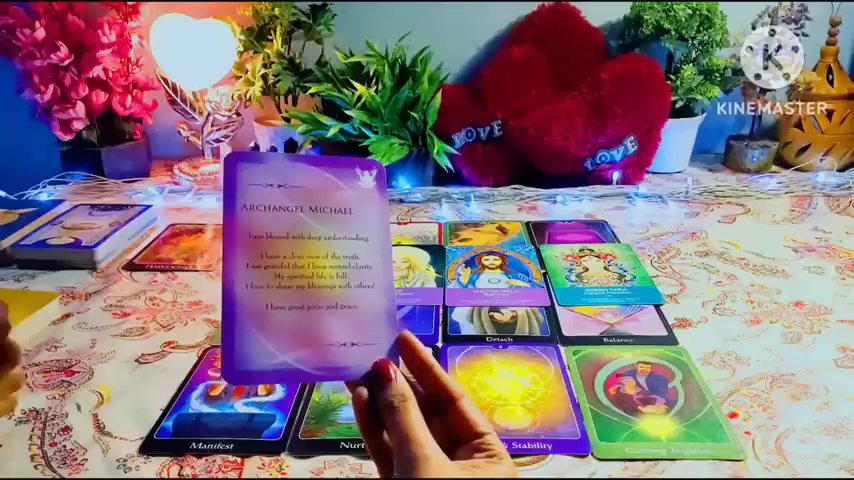 KINEMASTER
LOVE
LOVE
ARCHANGEL MICHAEL
I am blessed with deep understanding.
I have a clear view of the truth.
I am grateful that I have mental clarity.
My spiritual life is full.
I love to share my blessings with others!
I have great poise and grace.
Detach
Balance
Manifest
& Stability